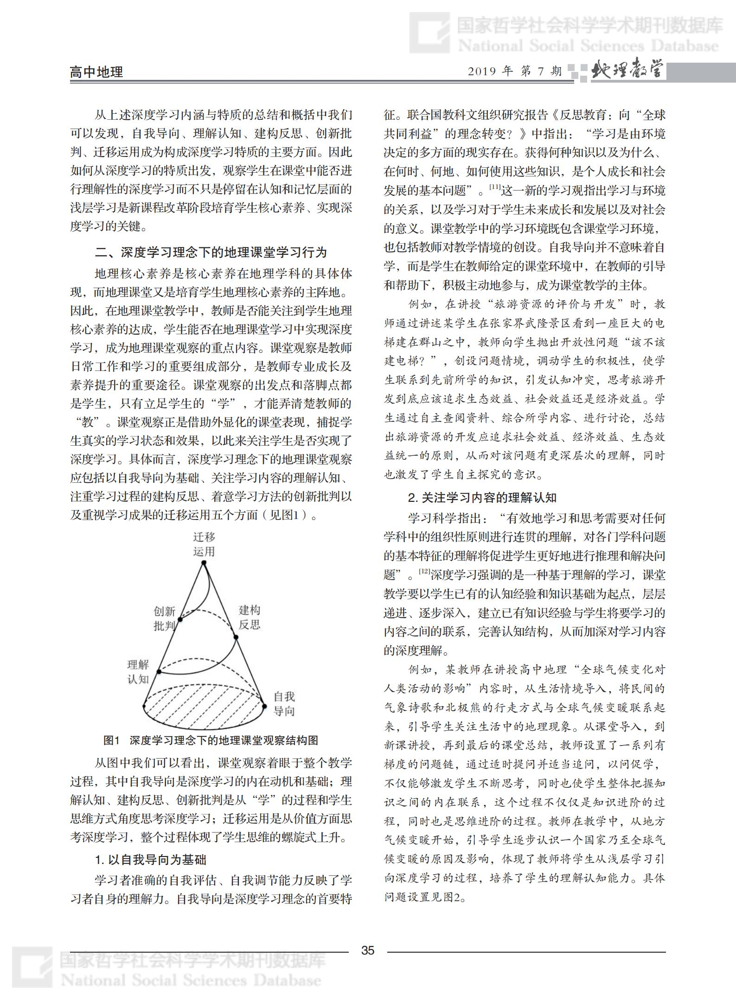 国家哲学社会科学学术期刊数据库
National Social Sciences Database
高中地理
2019 年 第 7 期
地理教学
从上述深度学习内涵与特质的总结和概括中我们
可以发现，自我导向、理解认知、建构反思、创新批
判、迁移运用成为构成深度学习特质的主要方面。因此
如何从深度学习的特质出发，观察学生在课堂中能否进
行理解性的深度学习而不只是停留在认知和记忆层面的
浅层学习是新课程改革阶段培育学生核心素养、实现深
度学习的关键。
二、深度学习理念下的地理课堂学习行为
地理核心素养是核心素养在地理学科的具体体
现，而地理课堂又是培育学生地理核心素养的主阵地。
因此，在地理课堂教学中，教师是否能关注到学生地理
核心素养的达成，学生能否在地理课堂学习中实现深度
学习，成为地理课堂观察的重点内容。课堂观察是教师
日常工作和学习的重要组成部分，是教师专业成长及
素养提升的重要途径。课堂观察的出发点和落脚点都
是学生，只有立足学生的“学”，才能弄清楚教师的
“教”。课堂观察正是借助外显化的课堂表现，捕捉学
生真实的学习状态和效果，以此来关注学生是否实现了
深度学习。具体而言，深度学习理念下的地理课堂观察
应包括以自我导向为基础、关注学习内容的理解认知、
注重学习过程的建构反思、着意学习方法的创新批判以
及重视学习成果的迁移运用五个方面（见图1）。
迁移
运用
创新
批判
建构
反思
理解
认知
自我
导向
图1 深度学习理念下的地理课堂观察结构图
从图中我们可以看出，课堂观察着眼于整个教学
过程，其中自我导向是深度学习的内在动机和基础；理
解认知、建构反思、创新批判是从“学”的过程和学生
思维方式角度思考深度学习；迁移运用是从价值方面思
考深度学习，整个过程体现了学生思维的螺旋式上升。
1. 以自我导向为基础
学习者准确的自我评估、自我调节能力反映了学
习者自身的理解力。自我导向是深度学习理念的首要特
征。联合国教科文组织研究报告《反思教育：向“全球
共同利益”的理念转变？》中指出：“学习是由环境
决定的多方面的现实存在。获得何种知识以及为什么、
在何时、何地、如何使用这些知识，是个人成长和社会
发展的基本问题”。[11]这一新的学习观指出学习与环境
的关系，以及学习对于学生未来成长和发展以及对社会
的意义。课堂教学中的学习环境既包含课堂学习环境，
也包括教师对教学情境的创设。自我导向并不意味着自
学，而是学生在教师给定的课堂环境中，在教师的引导
和帮助下，积极主动地参与，成为课堂教学的主体。
例如，在讲授“旅游资源的评价与开发”时，教
师通过讲述某学生在张家界武隆景区看到一座巨大的电
梯建在群山之中，教师向学生抛出开放性问题“该不该
建电梯？”，创设问题情境，调动学生的积极性，使学
生联系到先前所学的知识，引发认知冲突，思考旅游开
发到底应该追求生态效益、社会效益还是经济效益。学
生通过自主查阅资料、综合所学内容、进行讨论，总结
出旅游资源的开发应追求社会效益、经济效益、生态效
益统一的原则，从而对该问题有更深层次的理解，同时
也激发了学生自主探究的意识。
2. 关注学习内容的理解认知
学习科学指出：“有效地学习和思考需要对任何
学科中的组织性原则进行连贯的理解，对各门学科问题
的基本特征的理解将促进学生更好地进行推理和解决问
题”。[12]深度学习强调的是一种基于理解的学习，课堂
教学要以学生已有的认知经验和知识基础为起点，层层
递进、逐步深入，建立已有知识经验与学生将要学习的
内容之间的联系，完善认知结构，从而加深对学习内容
的深度理解。
例如，某教师在讲授高中地理“全球气候变化对
人类活动的影响”内容时，从生活情境导入，将民间的
气象诗歌和北极熊的行走方式与全球气候变暖联系起
来，引导学生关注生活中的地理现象。从课堂导入，到
新课讲授，再到最后的课堂总结，教师设置了一系列有
梯度的问题链，通过适时提问并适当追问，以问促学，
不仅能够激发学生不断思考，同时也使学生整体把握知
识之间的内在联系，这个过程不仅仅是知识进阶的过
程，同时也是思维进阶的过程。教师在教学中，从地方
气候变暖开始，引导学生逐步认识一个国家乃至全球气
候变暖的原因及影响，体现了教师将学生从浅层学习引
向深度学习的过程，培养了学生的理解认知能力。具体
问题设置见图2。
35
国家哲学社会科学学术期刊数据库
National Social Sciences Database